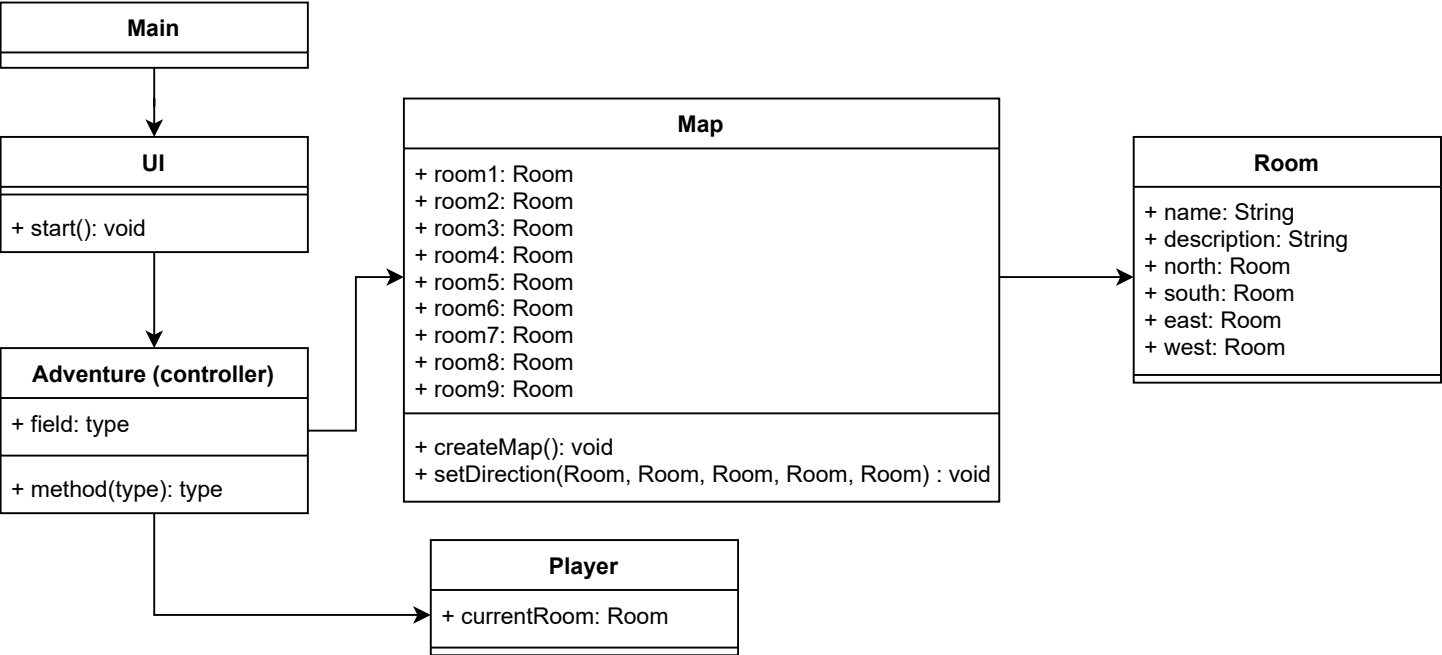 Main
UI
+ start(): void
Adventure (controller)
+ field: type
+ method(type): type
Map
+ room1: Room
+ room2: Room
+ room3: Room
+ room4: Room
+ room5: Room
+ room6: Room
+ room7: Room
+ room8: Room
+ room9: Room
+ createMap(): void
+ setDirection(Room, Room, Room, Room, Room) : void
Room
+ name: String
+ description: String
+ north: Room
+ south: Room
+ east: Room
+ west: Room
Player
+ currentRoom: Room